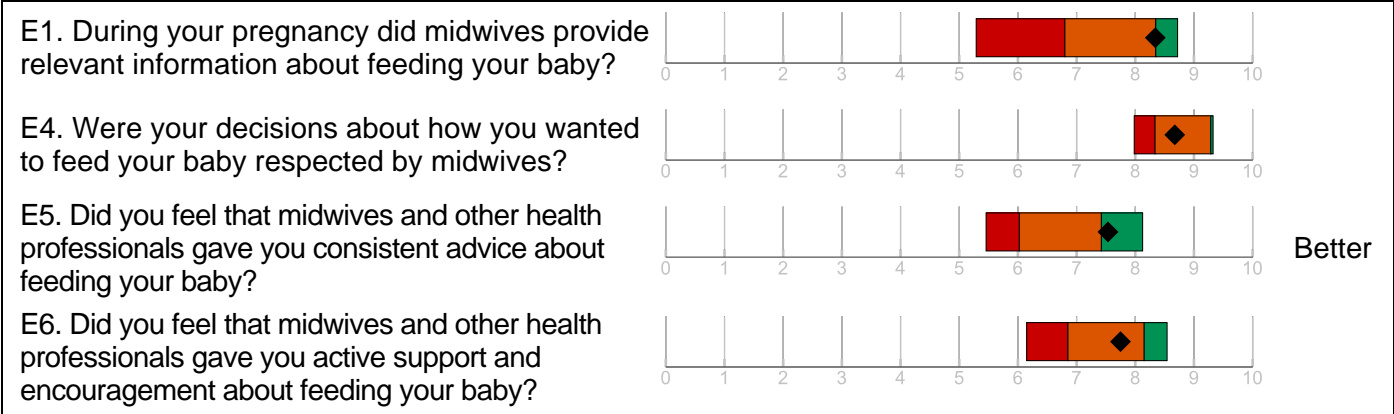 E1. During your pregnancy did midwives provide
relevant information about feeding your baby?
0 1 2 3 4 5 6 7 8 9 10
E4. Were your decisions about how you wanted
to feed your baby respected by midwives?
0 1 2 3 4 5 6 7 8 9 10
E5. Did you feel that midwives and other health
professionals gave you consistent advice about
feeding your baby?
0 1 2 3 4 5 6 7 8 9 10
Better
E6. Did you feel that midwives and other health
professionals gave you active support and
encouragement about feeding your baby?
0 1 2 3 4 5 6 7 8 9 10